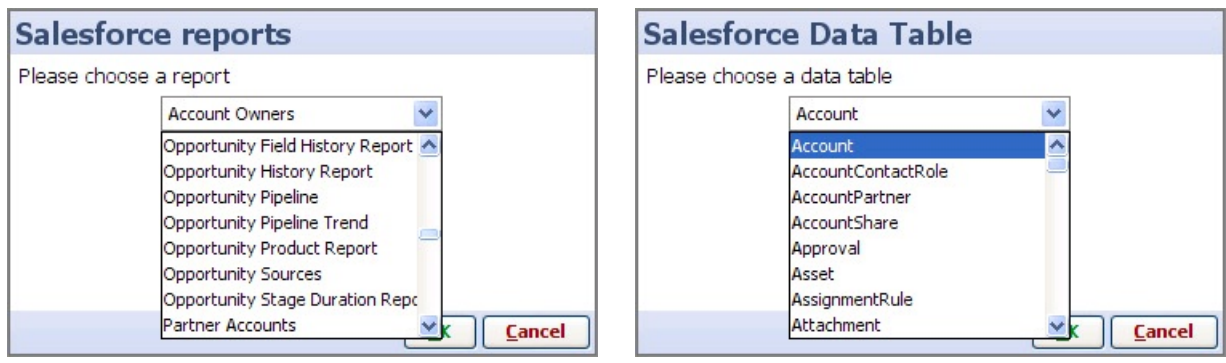 Salesforce reports
Please choose a report
Account Owners
Opportunity Field History Report
Opportunity History Report
Opportunity Pipeline
Opportunity Pipeline Trend
Opportunity Product Report
Opportunity Sources
Opportunity Stage Duration Repo
Partner Accounts
K
Cancel
Salesforce Data Table
Please choose a data table
Account
Account
AccountContactRole
AccountPartner
AccountShare
Approval
Asset
AssignmentRule
Attachment
K
Cancel